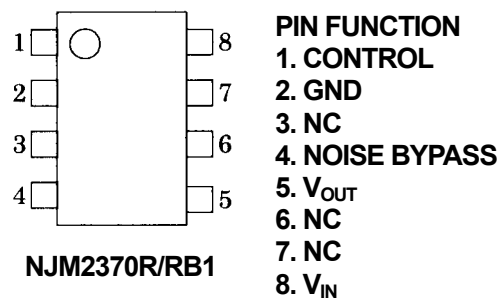 1
2
3
4
8
7
6
5
NJM2370R/RB1
PIN FUNCTION
1. CONTROL
2. GND
3. NC
4. NOISE BYPASS
5. VOUT
6. NC
7. NC
8. VIN